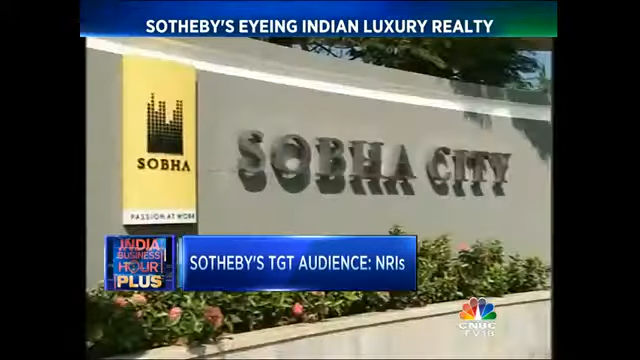 SOTHEBY'S EYEING INDIAN LUXURY REALTY
SOBHA
PASSION AT WORK
SOBHA CITY
INDIA
BUSINESS
HOUR
PLUS
SOTHEBY'S TGT AUDIENCE: NRIs
CNBC
TV18